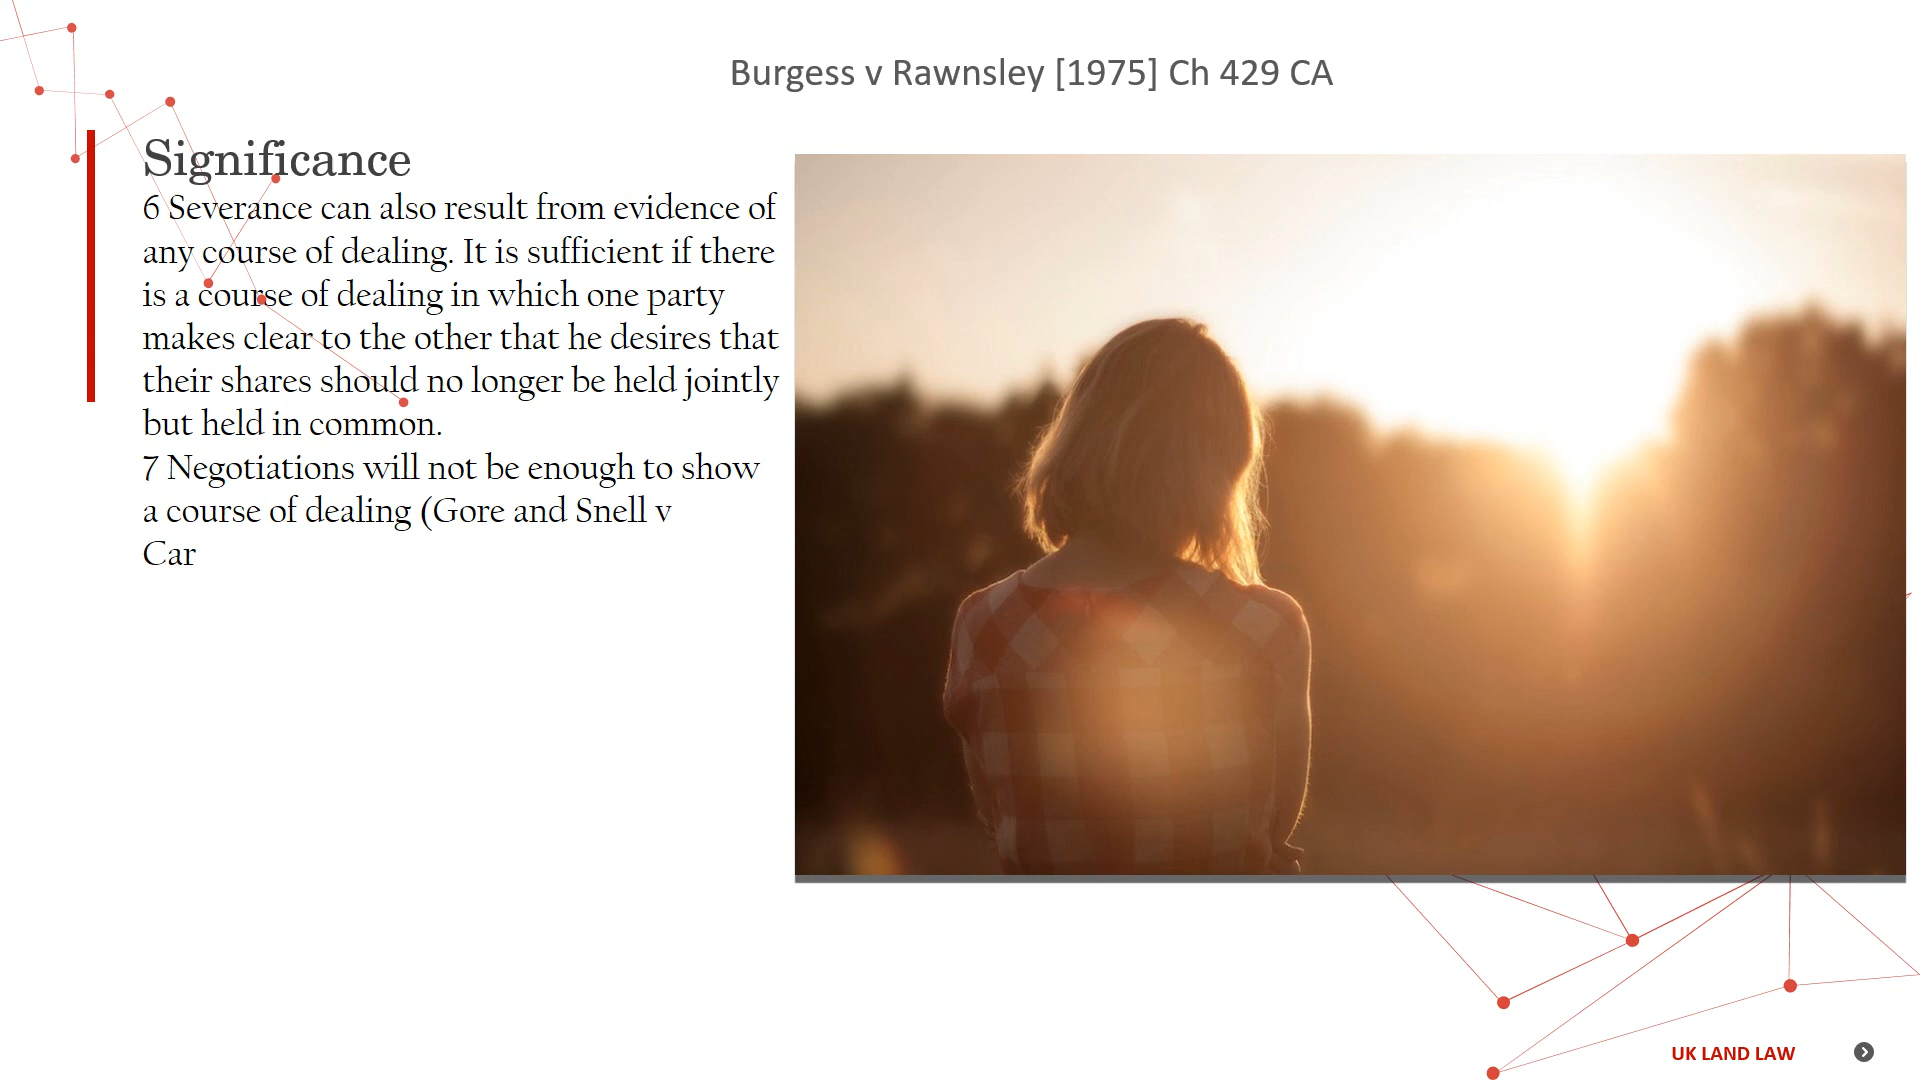 Burgess v Rawnsley [1975] Ch 429 CA
Significance
6 Severance can also result from evidence of
any course of dealing. It is sufficient if there
is a course of dealing in which one party
makes clear to the other that he desires that
their shares should no longer be held jointly
but held in common.
7 Negotiations will not be enough to show
a course of dealing (Gore and Snell v
Car
UK LAND LAW